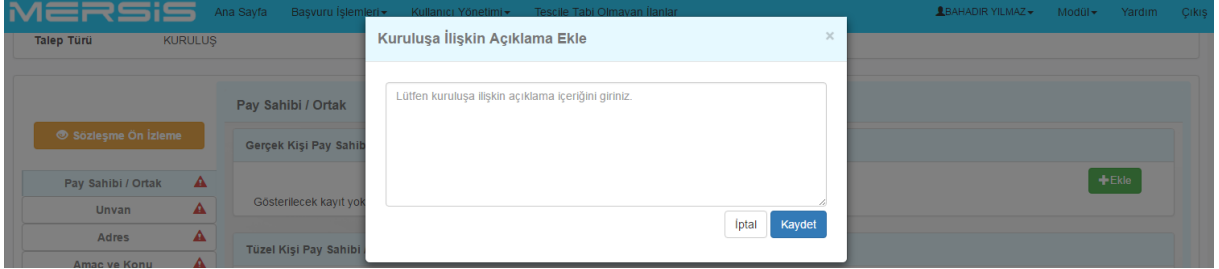 MERSIS Ana Sayfa Başvuru İşlemleri Kullanıcı Yönetimi Tescile Tabi Olmayan İlanlar BAHADIR YILMAZ Modül Yardım Çıkış
Talep Türü KURULUŞ
Kuruluşa İlişkin Açıklama Ekle ×
Lütfen kuruluşa ilişkin açıklama içeriğini giriniz.
Pay Sahibi / Ortak
Sözleşme Ön İzleme
Gerçek Kişi Pay Sahib
Pay Sahibi / Ortak
Ekle
Gösterilecek kayıt yok
Unvan
İptal Kaydet
Adres
Tüzel Kişi Pay Sahibi
Amaç ve Konu